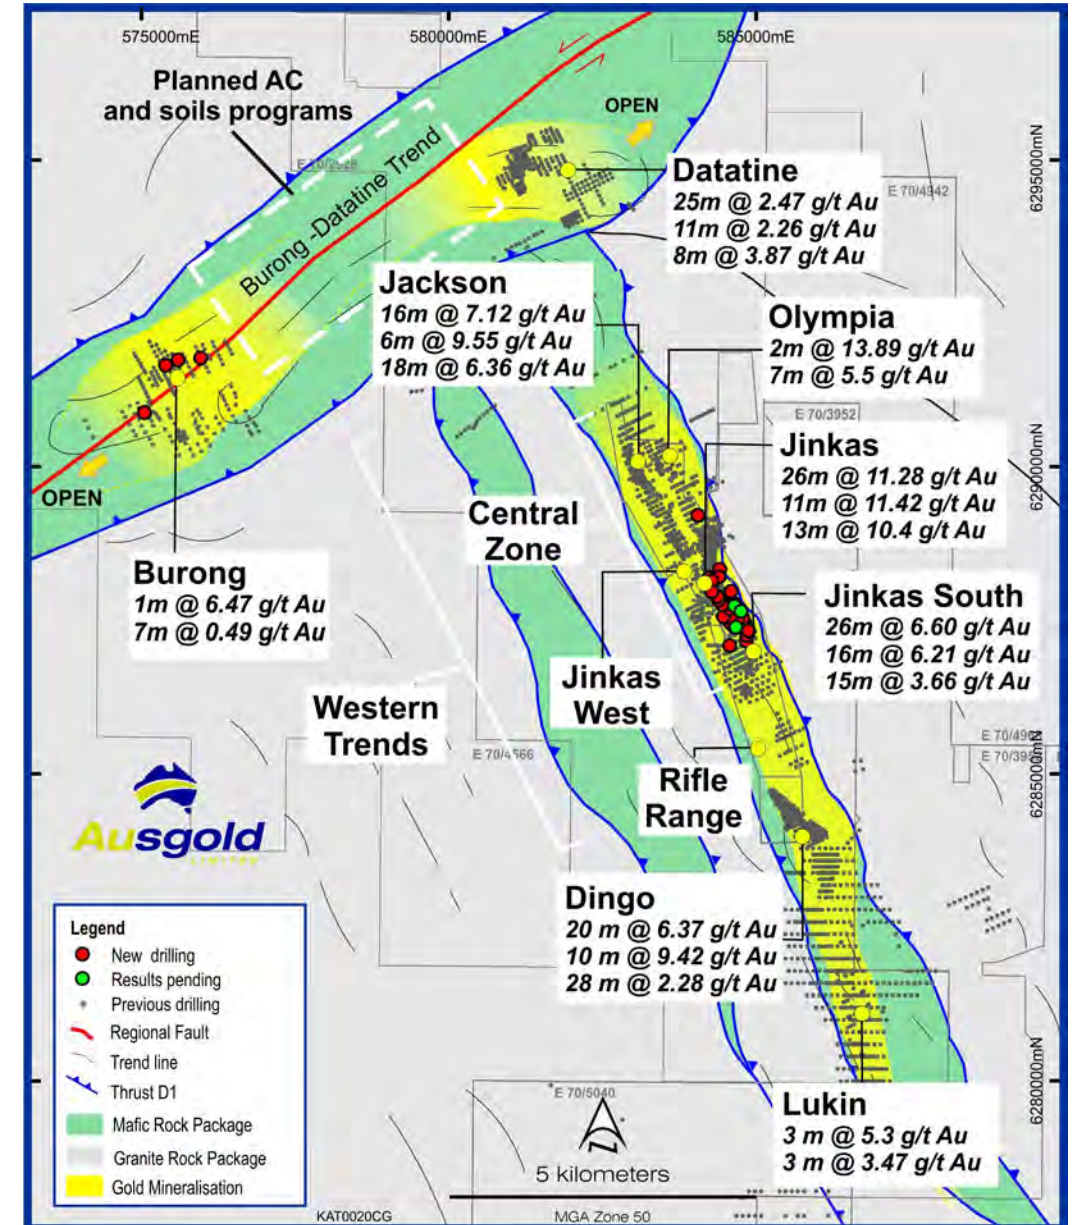 575000mE
580000mE
585000mE
Planned AC
and soils programs
OPEN
6295000mN
Burong -Datatine Trend
E 70/4942
Datatine
25m @ 2.47 g/t Au
11m @ 2.26 g/t Au
8m @ 3.87 g/t Au
Jackson
16m @ 7.12 g/t Au
6m @ 9.55 g/t Au
18m @ 6.36 g/t Au
Olympia
2m @ 13.89 g/t Au
7m @ 5.5 g/t Au
E 70/3952
Jinkas
26m @ 11.28 g/t Au
11m @ 11.42 g/t Au
13m @ 10.4 g/t Au
6290000mN
OPEN
Central
Zone
Burong
1m @ 6.47 g/t Au
7m @ 0.49 g/t Au
Jinkas South
26m @ 6.60 g/t Au
16m @ 6.21 g/t Au
15m @ 3.66 g/t Au
Jinkas
West
Western
Trends
E 70/4566
Rifle
Range
6285000mN
Ausgold
LIMITED
Dingo
20 m @ 6.37 g/t Au
10 m @ 9.42 g/t Au
28 m @ 2.28 g/t Au
Legend
New drilling
Results pending
Previous drilling
Regional Fault
Trend line
Thrust D1
Mafic Rock Package
Granite Rock Package
Gold Mineralisation
6280000mN
E 70/5040
Lukin
3 m @ 5.3 g/t Au
3 m @ 3.47 g/t Au
5 kilometers
KAT0020CG
MGA Zone 50